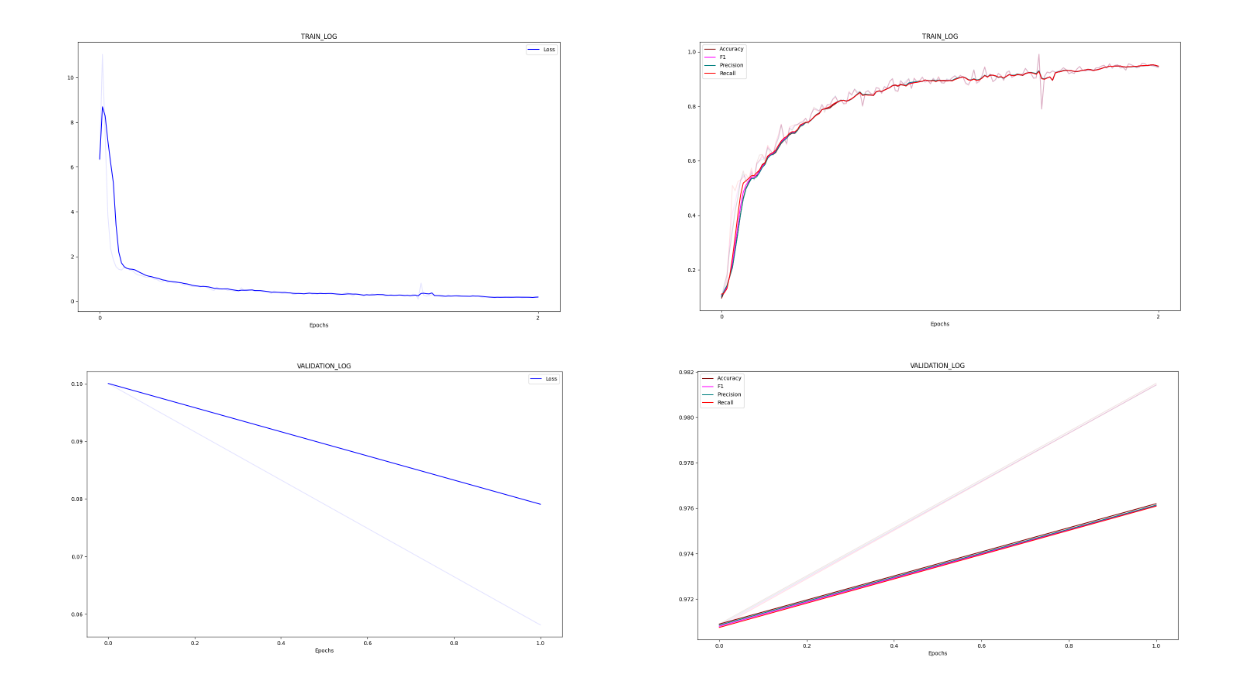 TRAIN_LOG
Loss
10
8
6
4
2
0
0
2
Epochs
TRAIN_LOG
Accuracy
F1
Precision
Recall
1.0
0.8
0.6
0.4
0.2
0
2
Epochs
VALIDATION_LOG
Loss
0.10
0.09
0.08
0.07
0.06
0.0
0.2
0.4
0.6
0.8
1.0
Epochs
VALIDATION_LOG
Accuracy
F1
Precision
Recall
0.982
0.980
0.978
0.976
0.974
0.972
0.0
0.2
0.4
0.6
0.8
1.0
Epochs